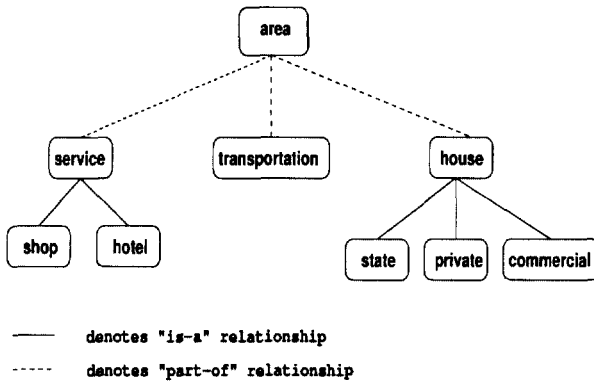 area
service
transportation
house
shop
hotel
state
private
commercial
denotes "is-a" relationship
denotes "part-of" relationship